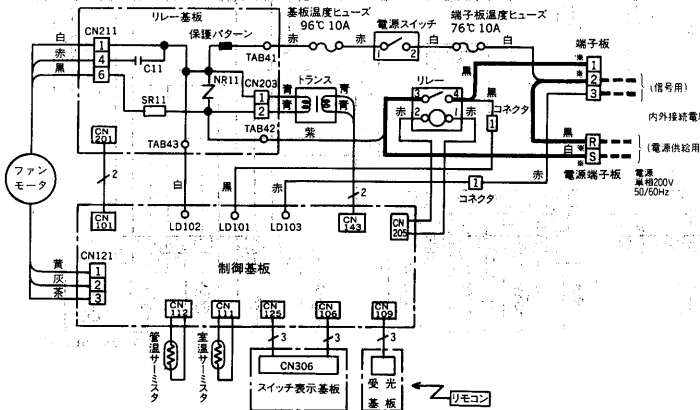 リレー基板
保護パターン
基板温度ヒューズ
96℃ 10A
電源スイッチ
端子板温度ヒューズ
76℃ 10A
白
赤
黒
CN211
1
4
6
C11
TAB41
赤
赤
1
2
白
白
端子板
※
※
1
2
3
(信号用)
内外接続電
NR11
CN203
1
2
青
青
トランス
青
青
リレー
黒
3
4
2
1
赤
赤
黒
コネクタ
1
SR11
TAB42
紫
CN
201
TAB43
2
黒
白
※
※
R
S
(電源供給用
電源端子板
電源
単相200V
50/60Hz
ファン
モータ
白
黒
赤
2
1
コネクタ
赤
CN
101
LD102
LD101
LD103
CN
143
CN
205
制御基板
CN121
黄
灰
茶
1
2
3
CN
112
CN
111
CN
125
CN
106
CN
109
管温サーミスタ
室温サーミスタ
3
3
3
CN306
スイッチ表示基板
受光
基板
リモコン